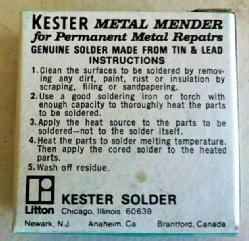 KESTER METAL MENDER
for Permanent Metal Repairs
GENUINE SOLDER MADE FROM TIN & LEAD
INSTRUCTIONS
1. Clean the surfaces to be soldered by remov-
ing any dirt, paint, rust or insulation by
scraping, filing or sandpapering.
2. Use a good soldering iron or torch with
enough capacity to thoroughly heat the parts
to be soldered.
3. Apply the heat source to the parts to be
soldered—not to the solder itself.
4. Heat the parts to solder melting temperature.
Then apply the cored solder to the heated
parts.
5. Wash off residue.
KESTER SOLDER
Litton Chicago, Illinois 60639
Newark, N.J. Anaheim, Ca Brantford, Canada